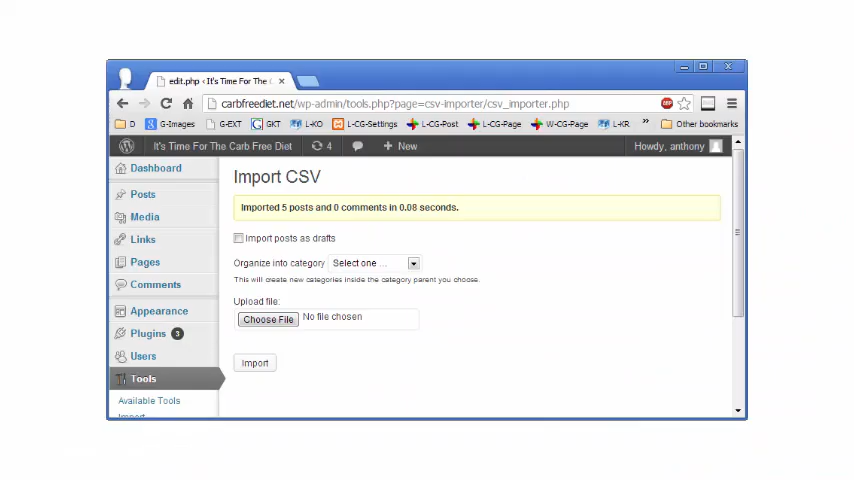 edit.php ‹ It's Time For The
carbfreediet.net/wp-admin/tools.php?page=csv-importer/csv_importer.php
D G-Images G-EXT GKT L-KO L-CG-Settings L-CG-Post L-CG-Page W-CG-Page L-KR » Other bookmarks
It's Time For The Carb Free Diet 4 + New Howdy, anthony
Dashboard
Posts
Media
Links
Pages
Comments
Appearance
Plugins 3
Users
Tools
Available Tools
Import
Import CSV
Imported 5 posts and 0 comments in 0.08 seconds.
Import posts as drafts
Organize into category Select one ...
This will create new categories inside the category parent you choose.
Upload file:
Choose File No file chosen
Import